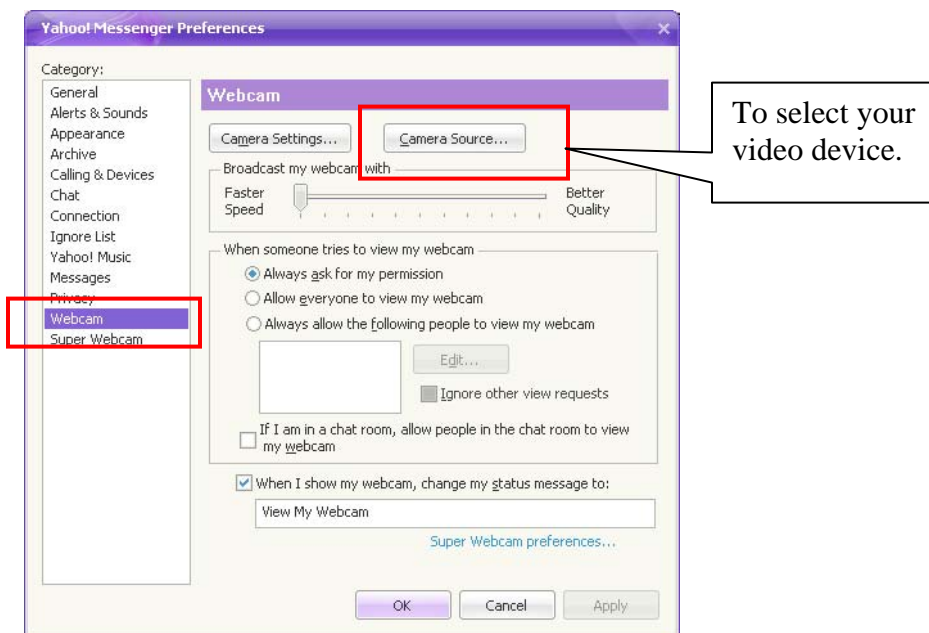 Yahoo! Messenger Preferences
Category:
General
Alerts & Sounds
Appearance
Archive
Calling & Devices
Chat
Connection
Ignore List
Yahoo! Music
Messages
Privacy
Webcam
Super Webcam
Webcam
Camera Settings...
Camera Source...
Broadcast my webcam with
Faster
Speed
Better
Quality
When someone tries to view my webcam
Always ask for my permission
Allow everyone to view my webcam
Always allow the following people to view my webcam
Edit...
Ignore other view requests
If I am in a chat room, allow people in the chat room to view
my webcam
When I show my webcam, change my status message to:
View My Webcam
Super Webcam preferences...
OK
Cancel
Apply
To select your
video device.